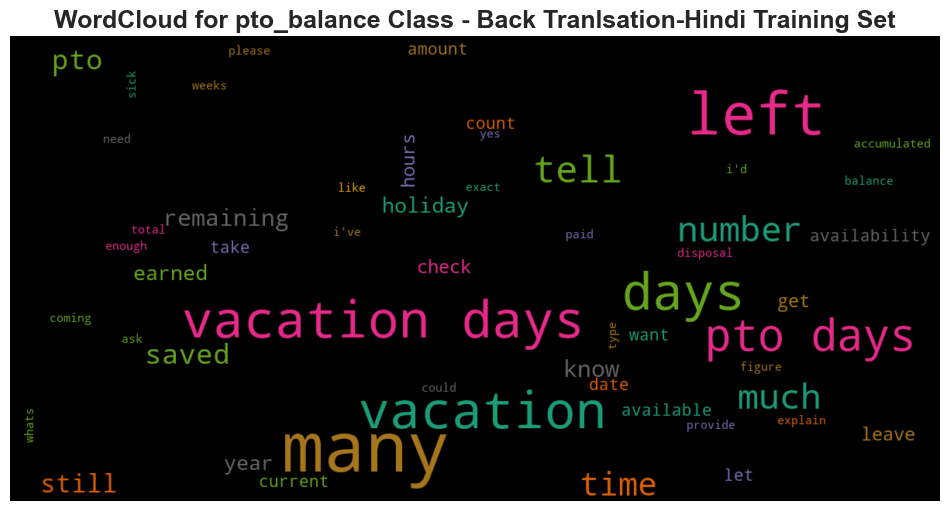 WordCloud for pto_balance Class - Back Tranlsation-Hindi Training Set
please
amount
pto
sick
weeks
left
count
yes
need
hours
accumulated
tell
i'd
like
exact
balance
holiday
remaining
number
availability
total
i've
paid
enough
take
disposal
check
earned
days
get
vacation days
coming
pto days
type
want
ask
saved
know
figure
date
could
much
vacation
available
explain
whats
provide
many
leave
year
let
still
current
time